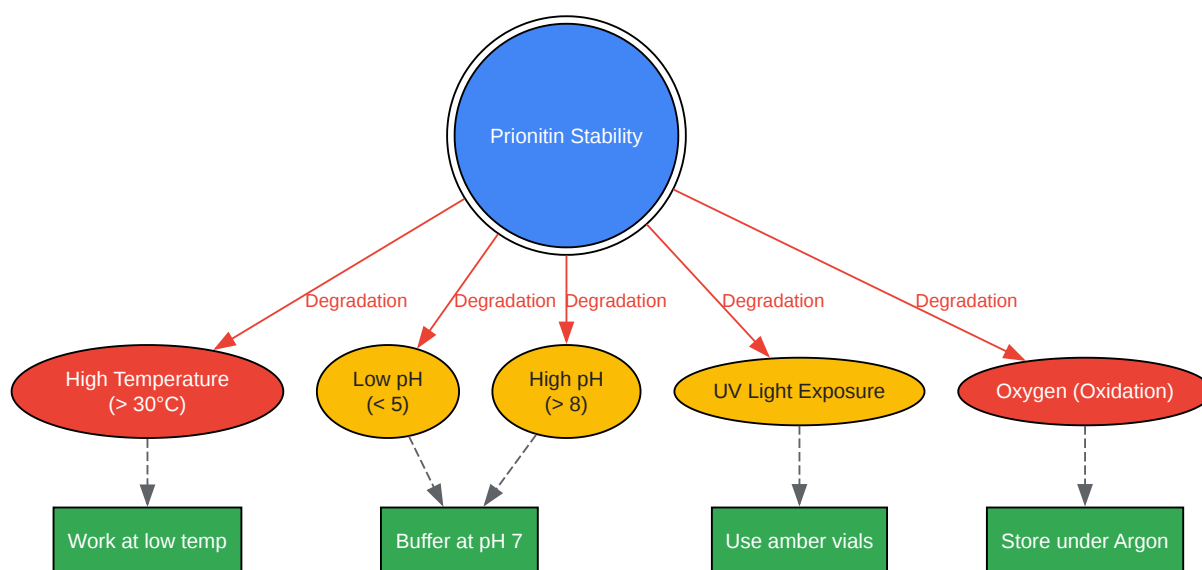 Prionitin Stability
Degradation
Degradation
Degradation
Degradation
Degradation
High Temperature
(> 30°C)
Low pH
(< 5)
High pH
(> 8)
UV Light Exposure
Oxygen (Oxidation)
Work at low temp
Buffer at pH 7
Use amber vials
Store under Argon